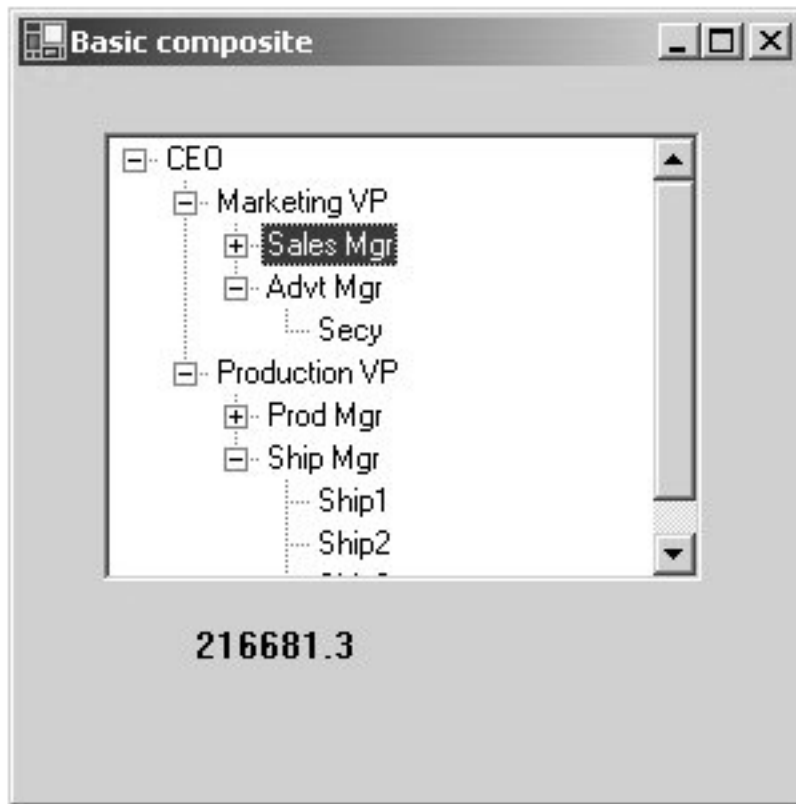 Basic composite
CEO
Marketing VP
Sales Mgr
Advt Mgr
Secy
Production VP
Prod Mgr
Ship Mgr
Ship1
Ship2
216681.3